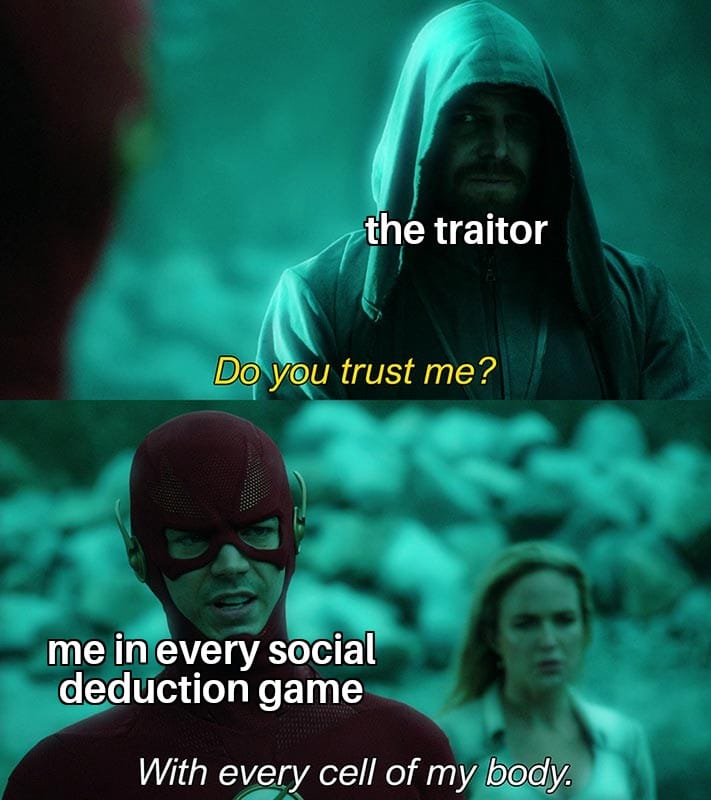 the traitor
Do you trust me?
me in every social
deduction game
With every cell of my body.